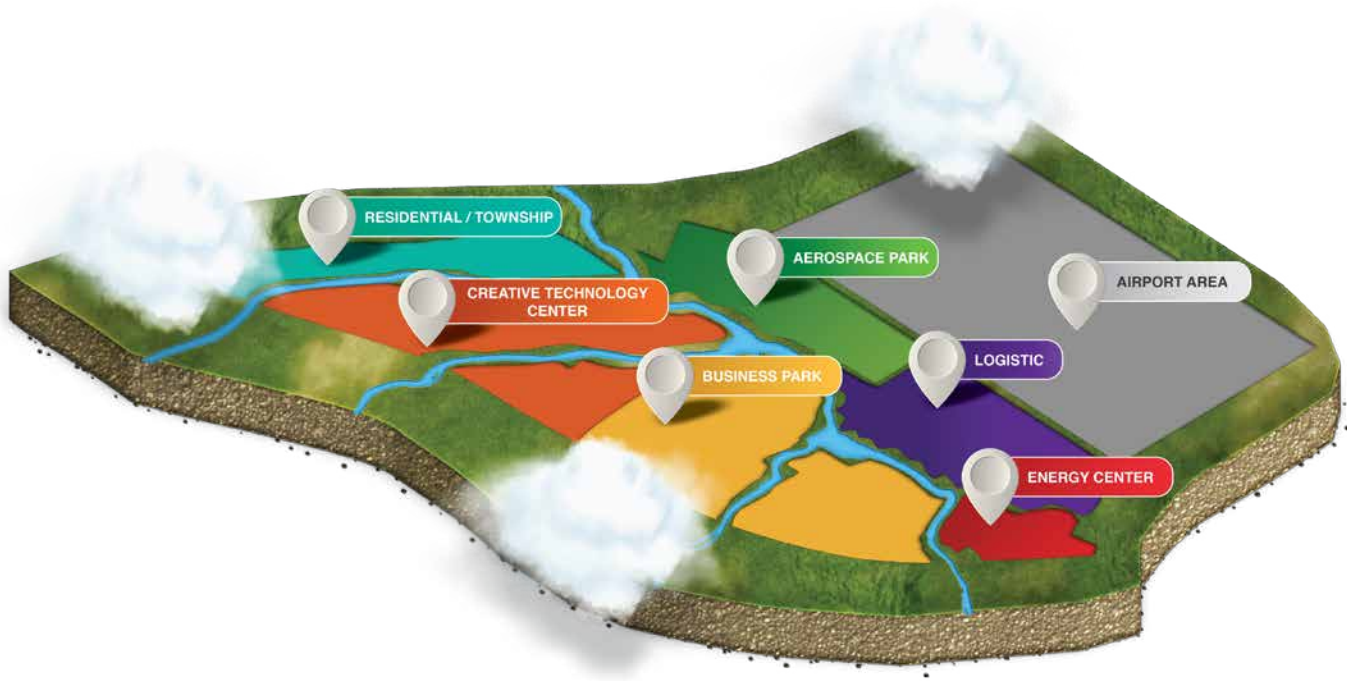 RESIDENTIAL / TOWNSHIP
AEROSPACE PARK
AIRPORT AREA
CREATIVE TECHNOLOGY
CENTER
LOGISTIC
BUSINESS PARK
ENERGY CENTER